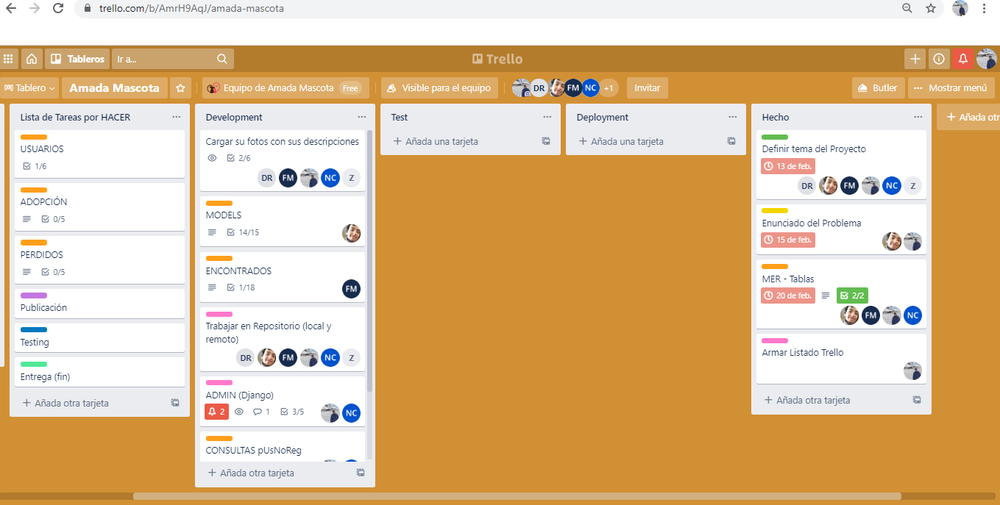 trello.com/b/AmrH9AqJ/amada-mascota
Tableros
Ir a...
Trello
Tablero
Amada Mascota
Equipo de Amada Mascota Free
Visible para el equipo
DR FM NC +1
Invitar
Butler
Mostrar menú
Lista de Tareas por HACER
USUARIOS
1/6
ADOPCIÓN
0/5
PERDIDOS
0/5
Publicación
Testing
Entrega (fin)
Añada otra tarjeta
Development
Cargar su fotos con sus descripciones
2/6
DR FM NC Z
MODELS
14/15
ENCONTRADOS
1/18
FM
Trabajar en Repositorio (local y
remoto)
DR FM NC Z
ADMIN (Django)
2 1 3/5
NC
CONSULTAS pUsNoReg
Añada otra tarjeta
Test
Añada una tarjeta
Deployment
Añada una tarjeta
Hecho
Definir tema del Proyecto
13 de feb.
DR FM NC Z
Enunciado del Problema
15 de feb.
MER - Tablas
20 de feb. 2/2
FM NC
Armar Listado Trello
Añada otra tarjeta
Añada otr